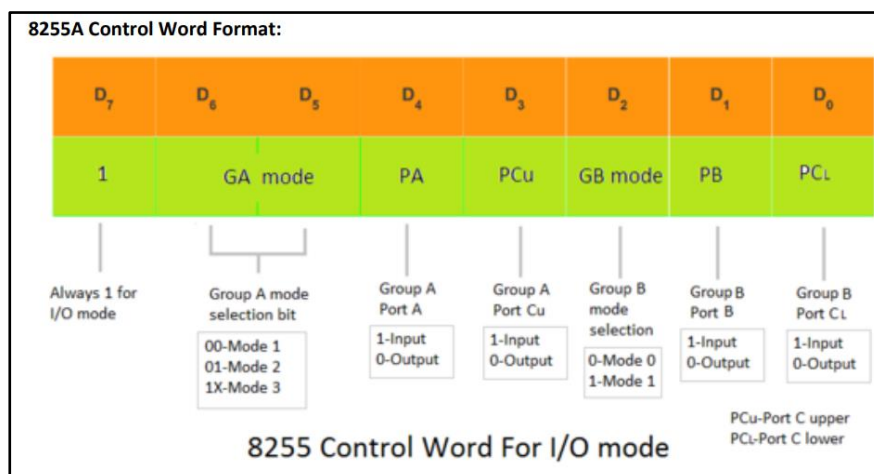 8255A Control Word Format:
D7 D6 D5 D4 D3 D2 D1 D0
1 GA mode PA PCu GB mode PB PCL
Always 1 for
I/O mode
Group A mode
selection bit
00-Mode 1
01-Mode 2
1X-Mode 3
Group A
Port A
1-Input
0-Output
Group A
Port Cu
1-Input
0-Output
Group B
mode
selection
0-Mode 0
1-Mode 1
Group B
Port B
1-Input
0-Output
Group B
Port CL
1-Input
0-Output
PCu-Port C upper
PCL-Port C lower
8255 Control Word For I/O mode